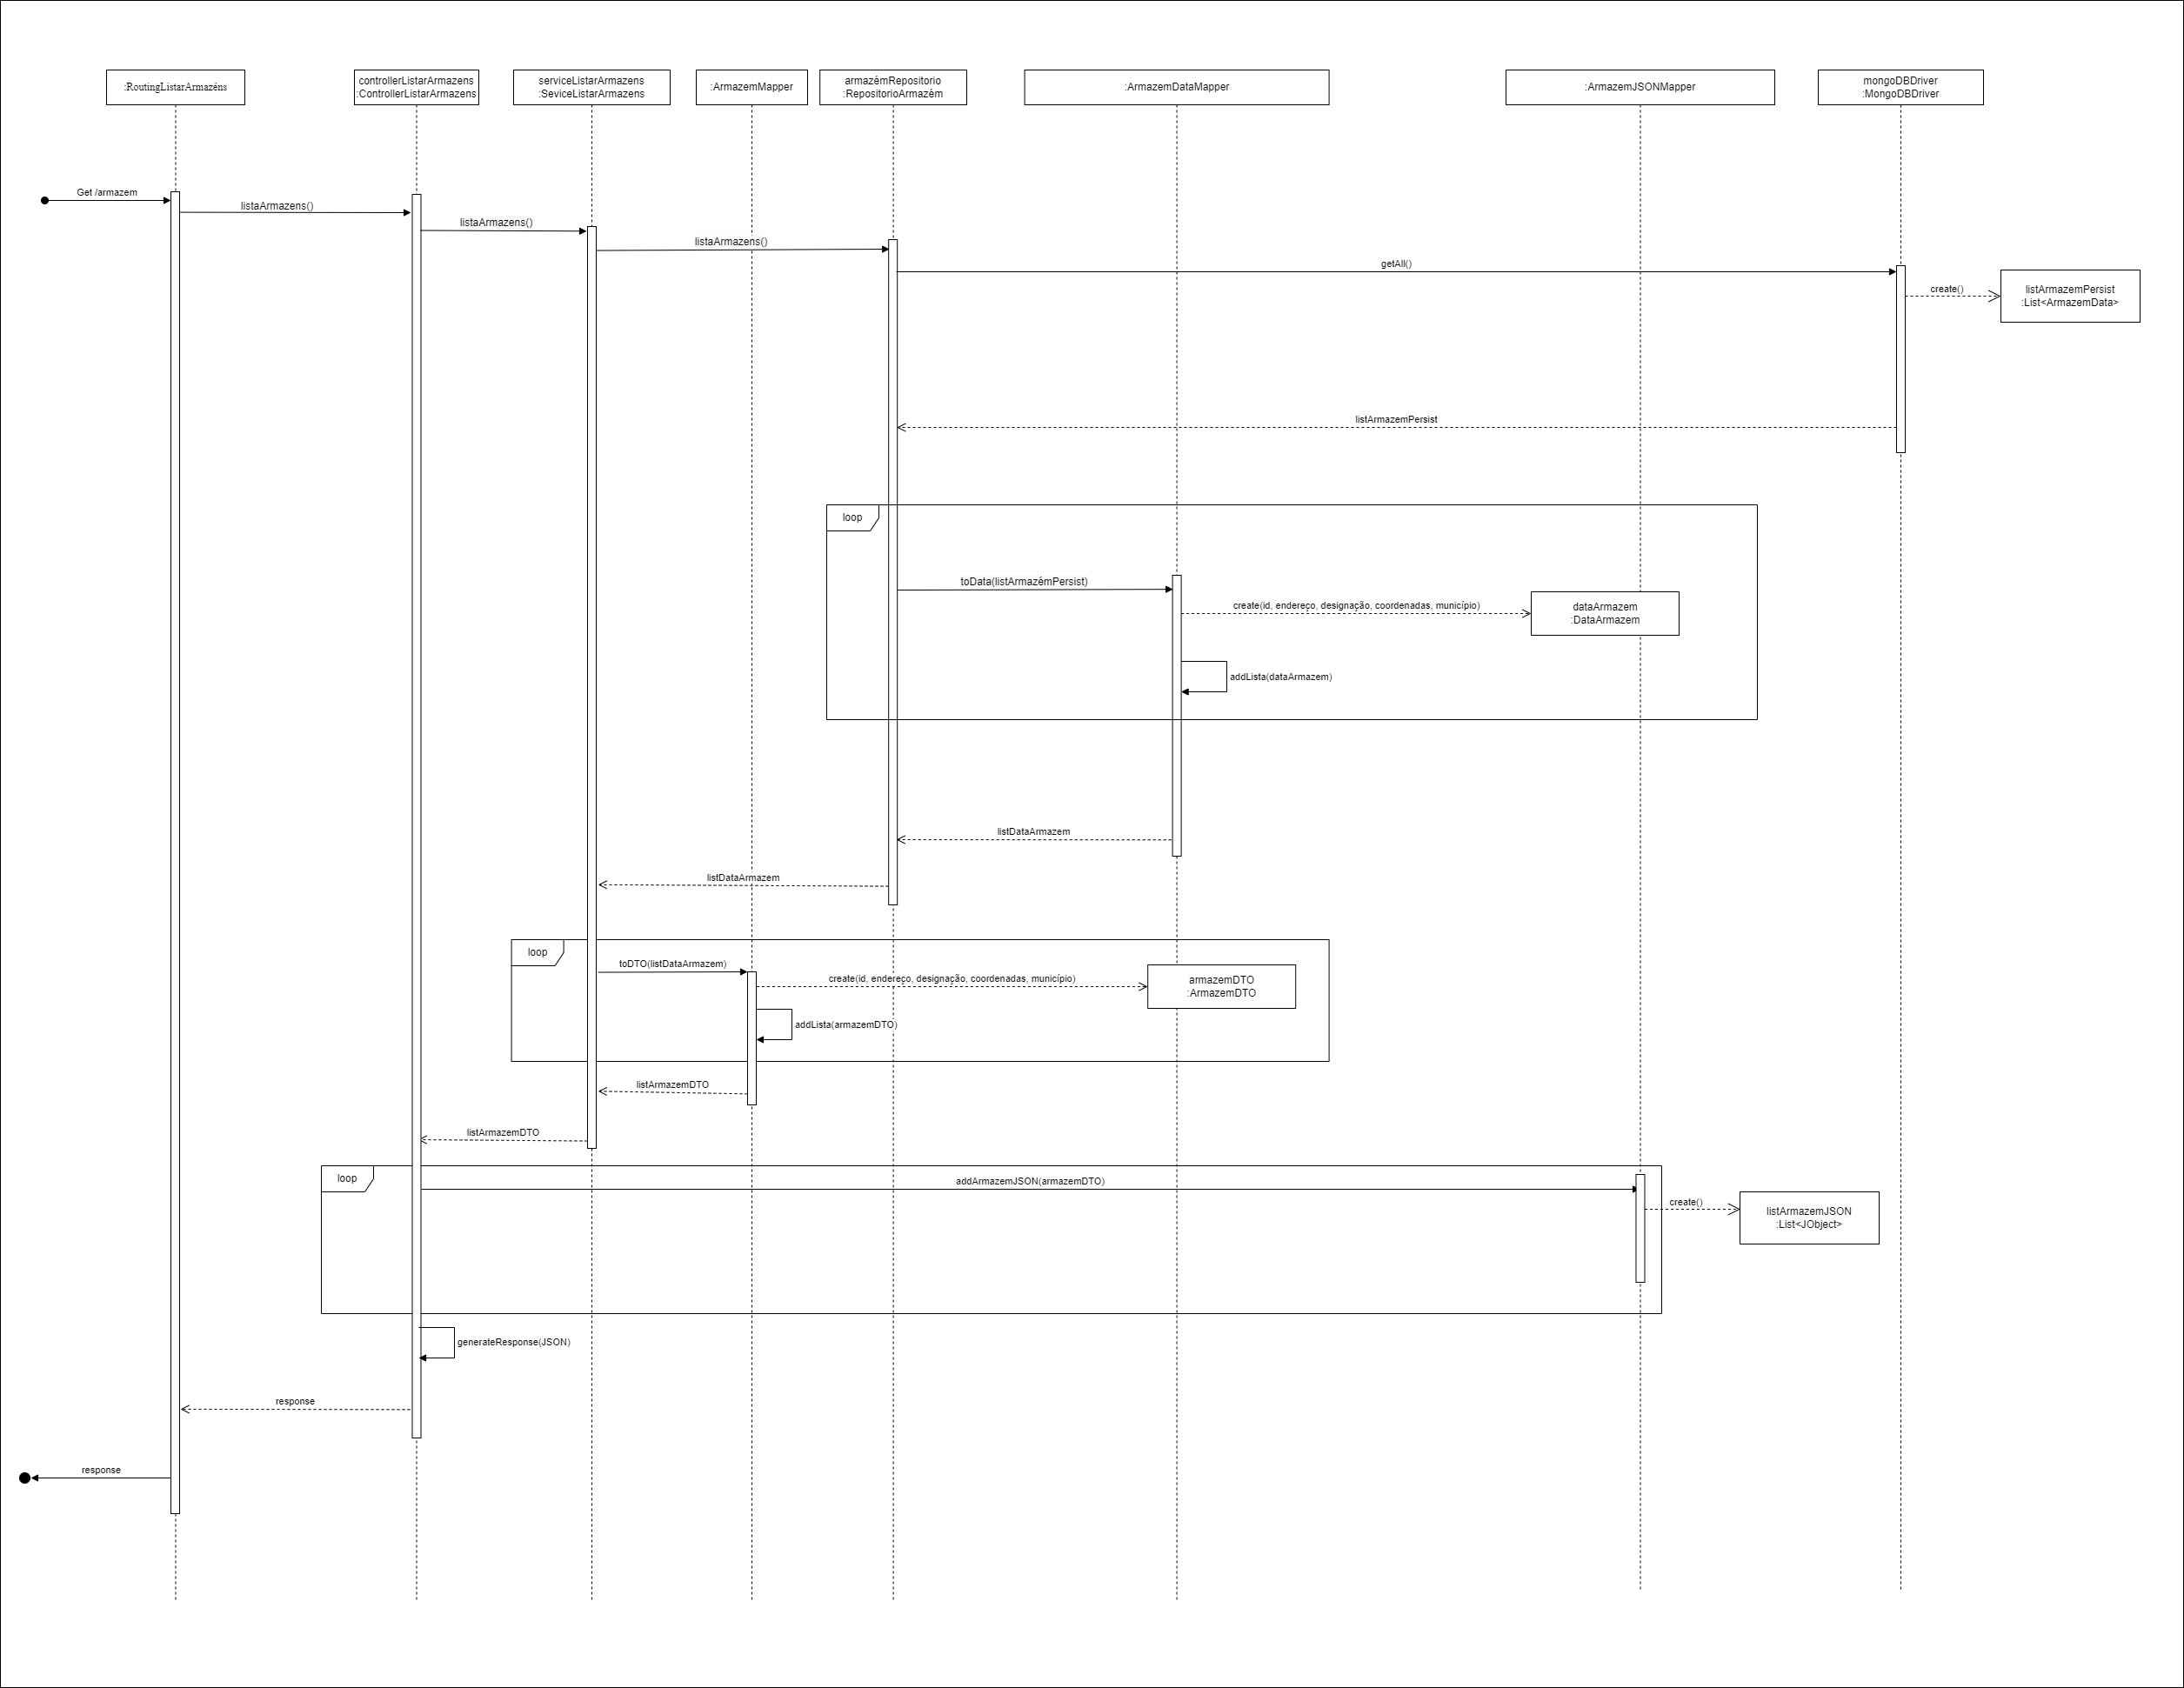 :RoutingListarArmazéns
controllerListarArmazens
:ControllerListarArmazens
serviceListarArmazens
:SeviceListarArmazens
:ArmazemMapper
armazémRepositorio
:RepositorioArmazém
:ArmazemDataMapper
:ArmazemJSONMapper
mongoDBDriver
:MongoDBDriver
Get /armazem
listaArmazens()
listaArmazens()
listaArmazens()
getAll()
create()
listArmazemPersist
:List<ArmazemData>
listArmazemPersist
loop
toData(listArmazémPersist)
create(id, endereço, designação, coordenadas, município)
dataArmazem
:DataArmazem
addLista(dataArmazem)
listDataArmazem
listDataArmazem
loop
toDTO(listDataArmazem)
create(id, endereço, designação, coordenadas, município)
armazemDTO
:ArmazemDTO
addLista(armazemDTO)
listArmazemDTO
listArmazemDTO
loop
addArmazemJSON(armazemDTO)
create()
listArmazemJSON
:List<JObject>
generateResponse(JSON)
response
response